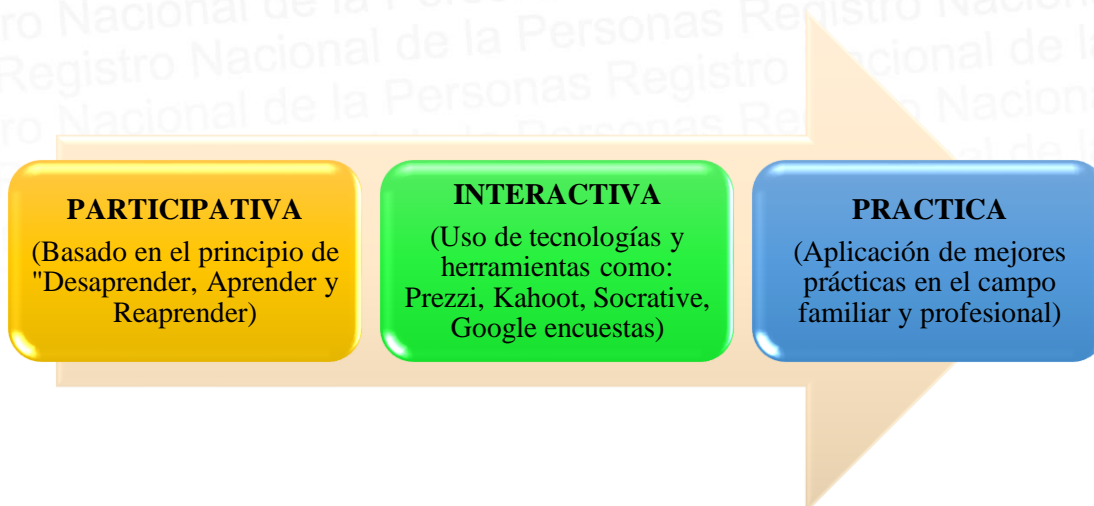 ro Nacional de la
Personas Registro Nacional
Registro Nacional de la Personas Registro Nacional de la
ro Nacional de la Personas Registro Nacional
PARTICIPATIVA
(Basado en el principio de
"Desaprender, Aprender y
Reaprender)
INTERACTIVA
(Uso de tecnologías y
herramientas como:
Prezzi, Kahoot, Socrative,
Google encuestas)
PRACTICA
(Aplicación de mejores
prácticas en el campo
familiar y profesional)